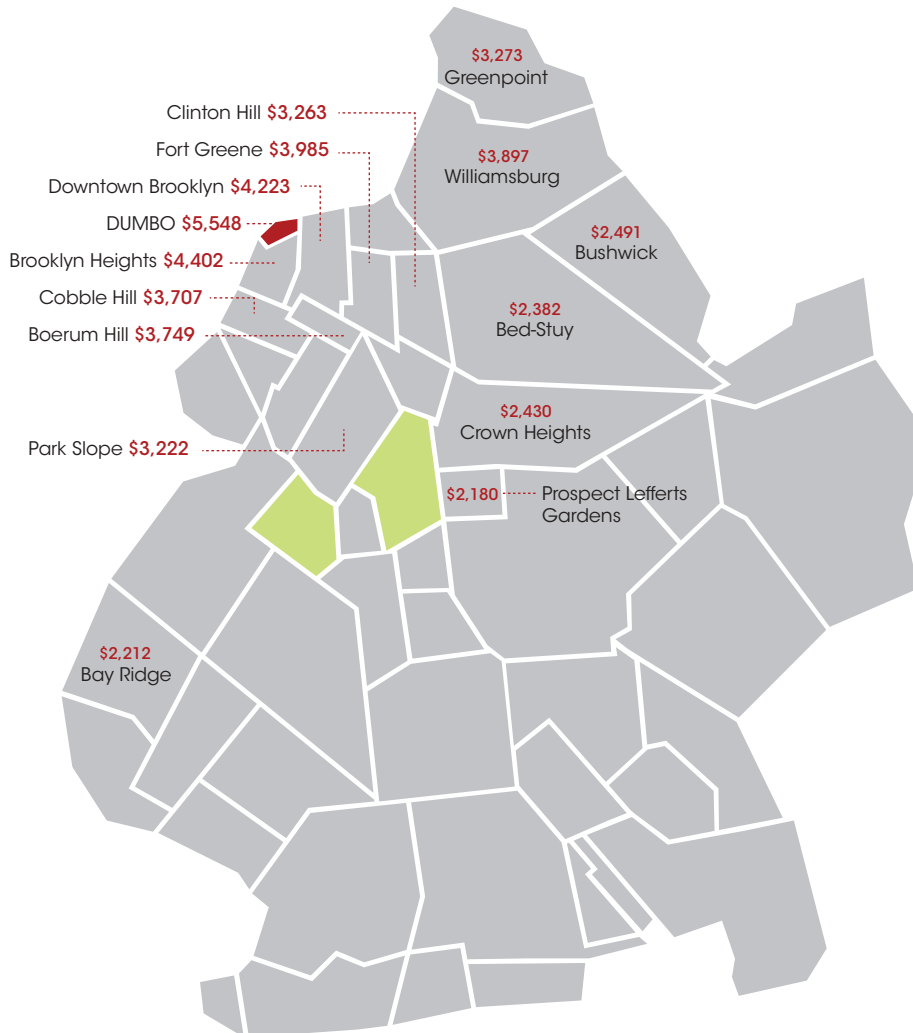 $3,273
Greenpoint
Clinton Hill $3,263
Fort Greene $3,985
$3,897
Williamsburg
Downtown Brooklyn $4,223
DUMBO $5,548
$2,491
Bushwick
Brooklyn Heights $4,402
Cobble Hill $3,707
$2,382
Bed-Stuy
Boerum Hill $3,749
$2,430
Crown Heights
Park Slope $3,222
$2,180 Prospect Lefferts
Gardens
$2,212
Bay Ridge